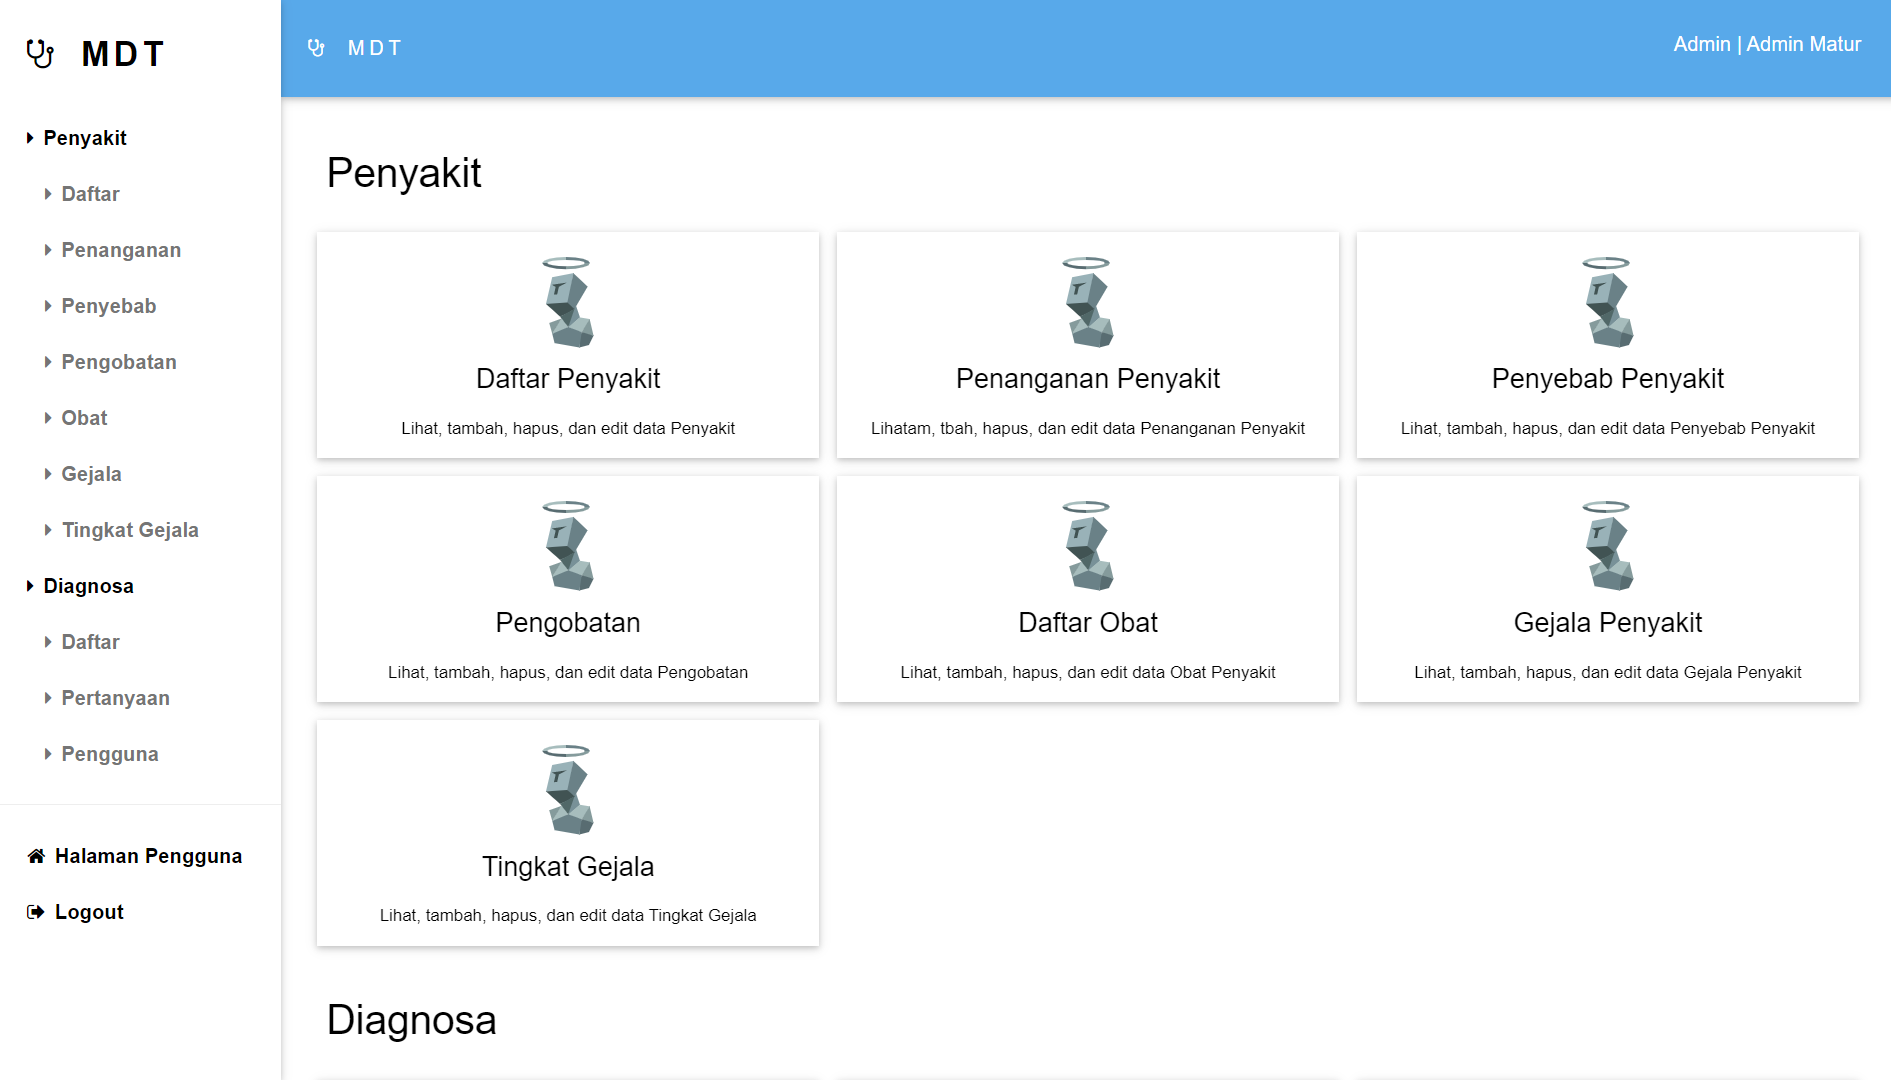 MDT
Penyakit
Daftar
Penanganan
Penyebab
Pengobatan
Obat
Gejala
Tingkat Gejala
Diagnosa
Daftar
Pertanyaan
Pengguna
Halaman Pengguna
Logout
MDT
Admin | Admin Matur
Penyakit
Daftar Penyakit
Lihat, tambah, hapus, dan edit data Penyakit
Penanganan Penyakit
Lihatam, tbah, hapus, dan edit data Penanganan Penyakit
Penyebab Penyakit
Lihat, tambah, hapus, dan edit data Penyebab Penyakit
Pengobatan
Lihat, tambah, hapus, dan edit data Pengobatan
Daftar Obat
Lihat, tambah, hapus, dan edit data Obat Penyakit
Gejala Penyakit
Lihat, tambah, hapus, dan edit data Gejala Penyakit
Tingkat Gejala
Lihat, tambah, hapus, dan edit data Tingkat Gejala
Diagnosa